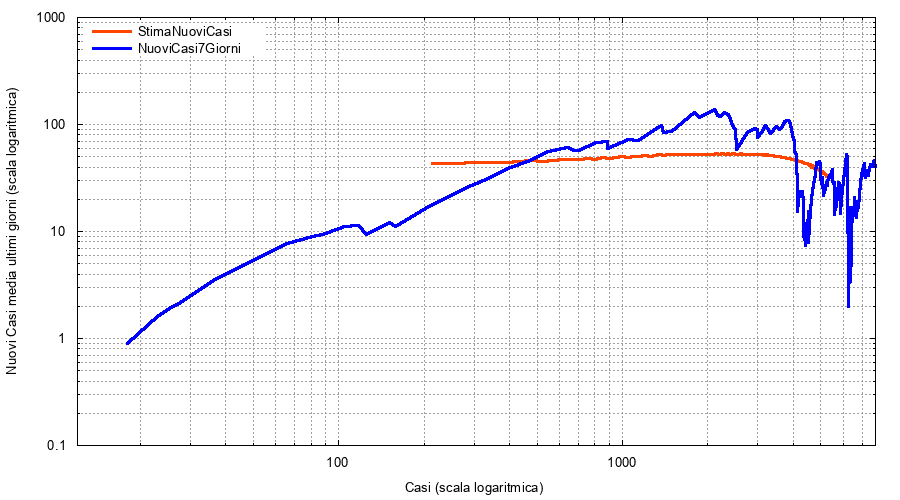 1000
StimaNuoviCasi
NuoviCasi7Giorni
100
10
1
0.1
Nuovi Casi media ultimi giorni (scala logaritmica)
100
1000
Casi (scala logaritmica)